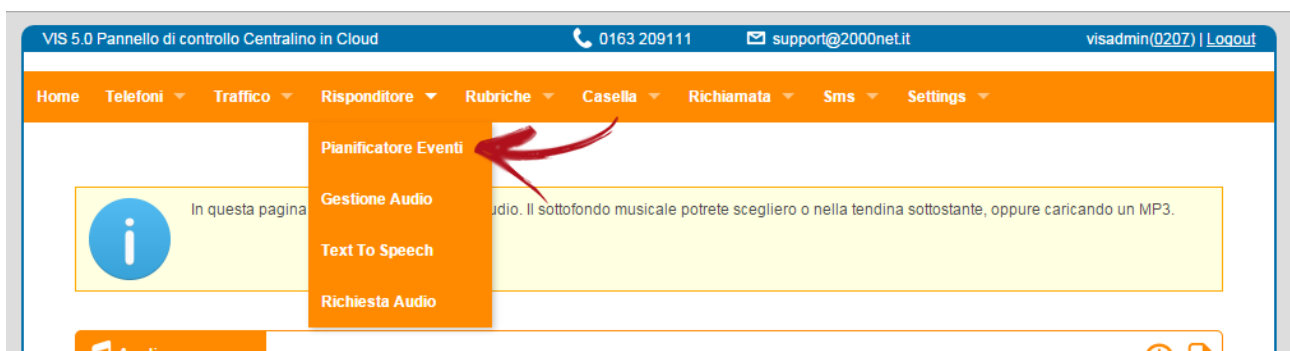 VIS 5.0 Pannello di controllo Centralino in Cloud 0163 209111 support@2000net.it visadmin(0207) | Logout
Home Telefoni Traffico Risponditore Rubriche Casella Richiamata Sms Settings
Pianificatore Eventi
Gestione Audio
In questa pagina udio. Il sottofondo musicale potrete scegliero o nella tendina sottostante, oppure caricando un MP3.
Text To Speech
Richiesta Audio